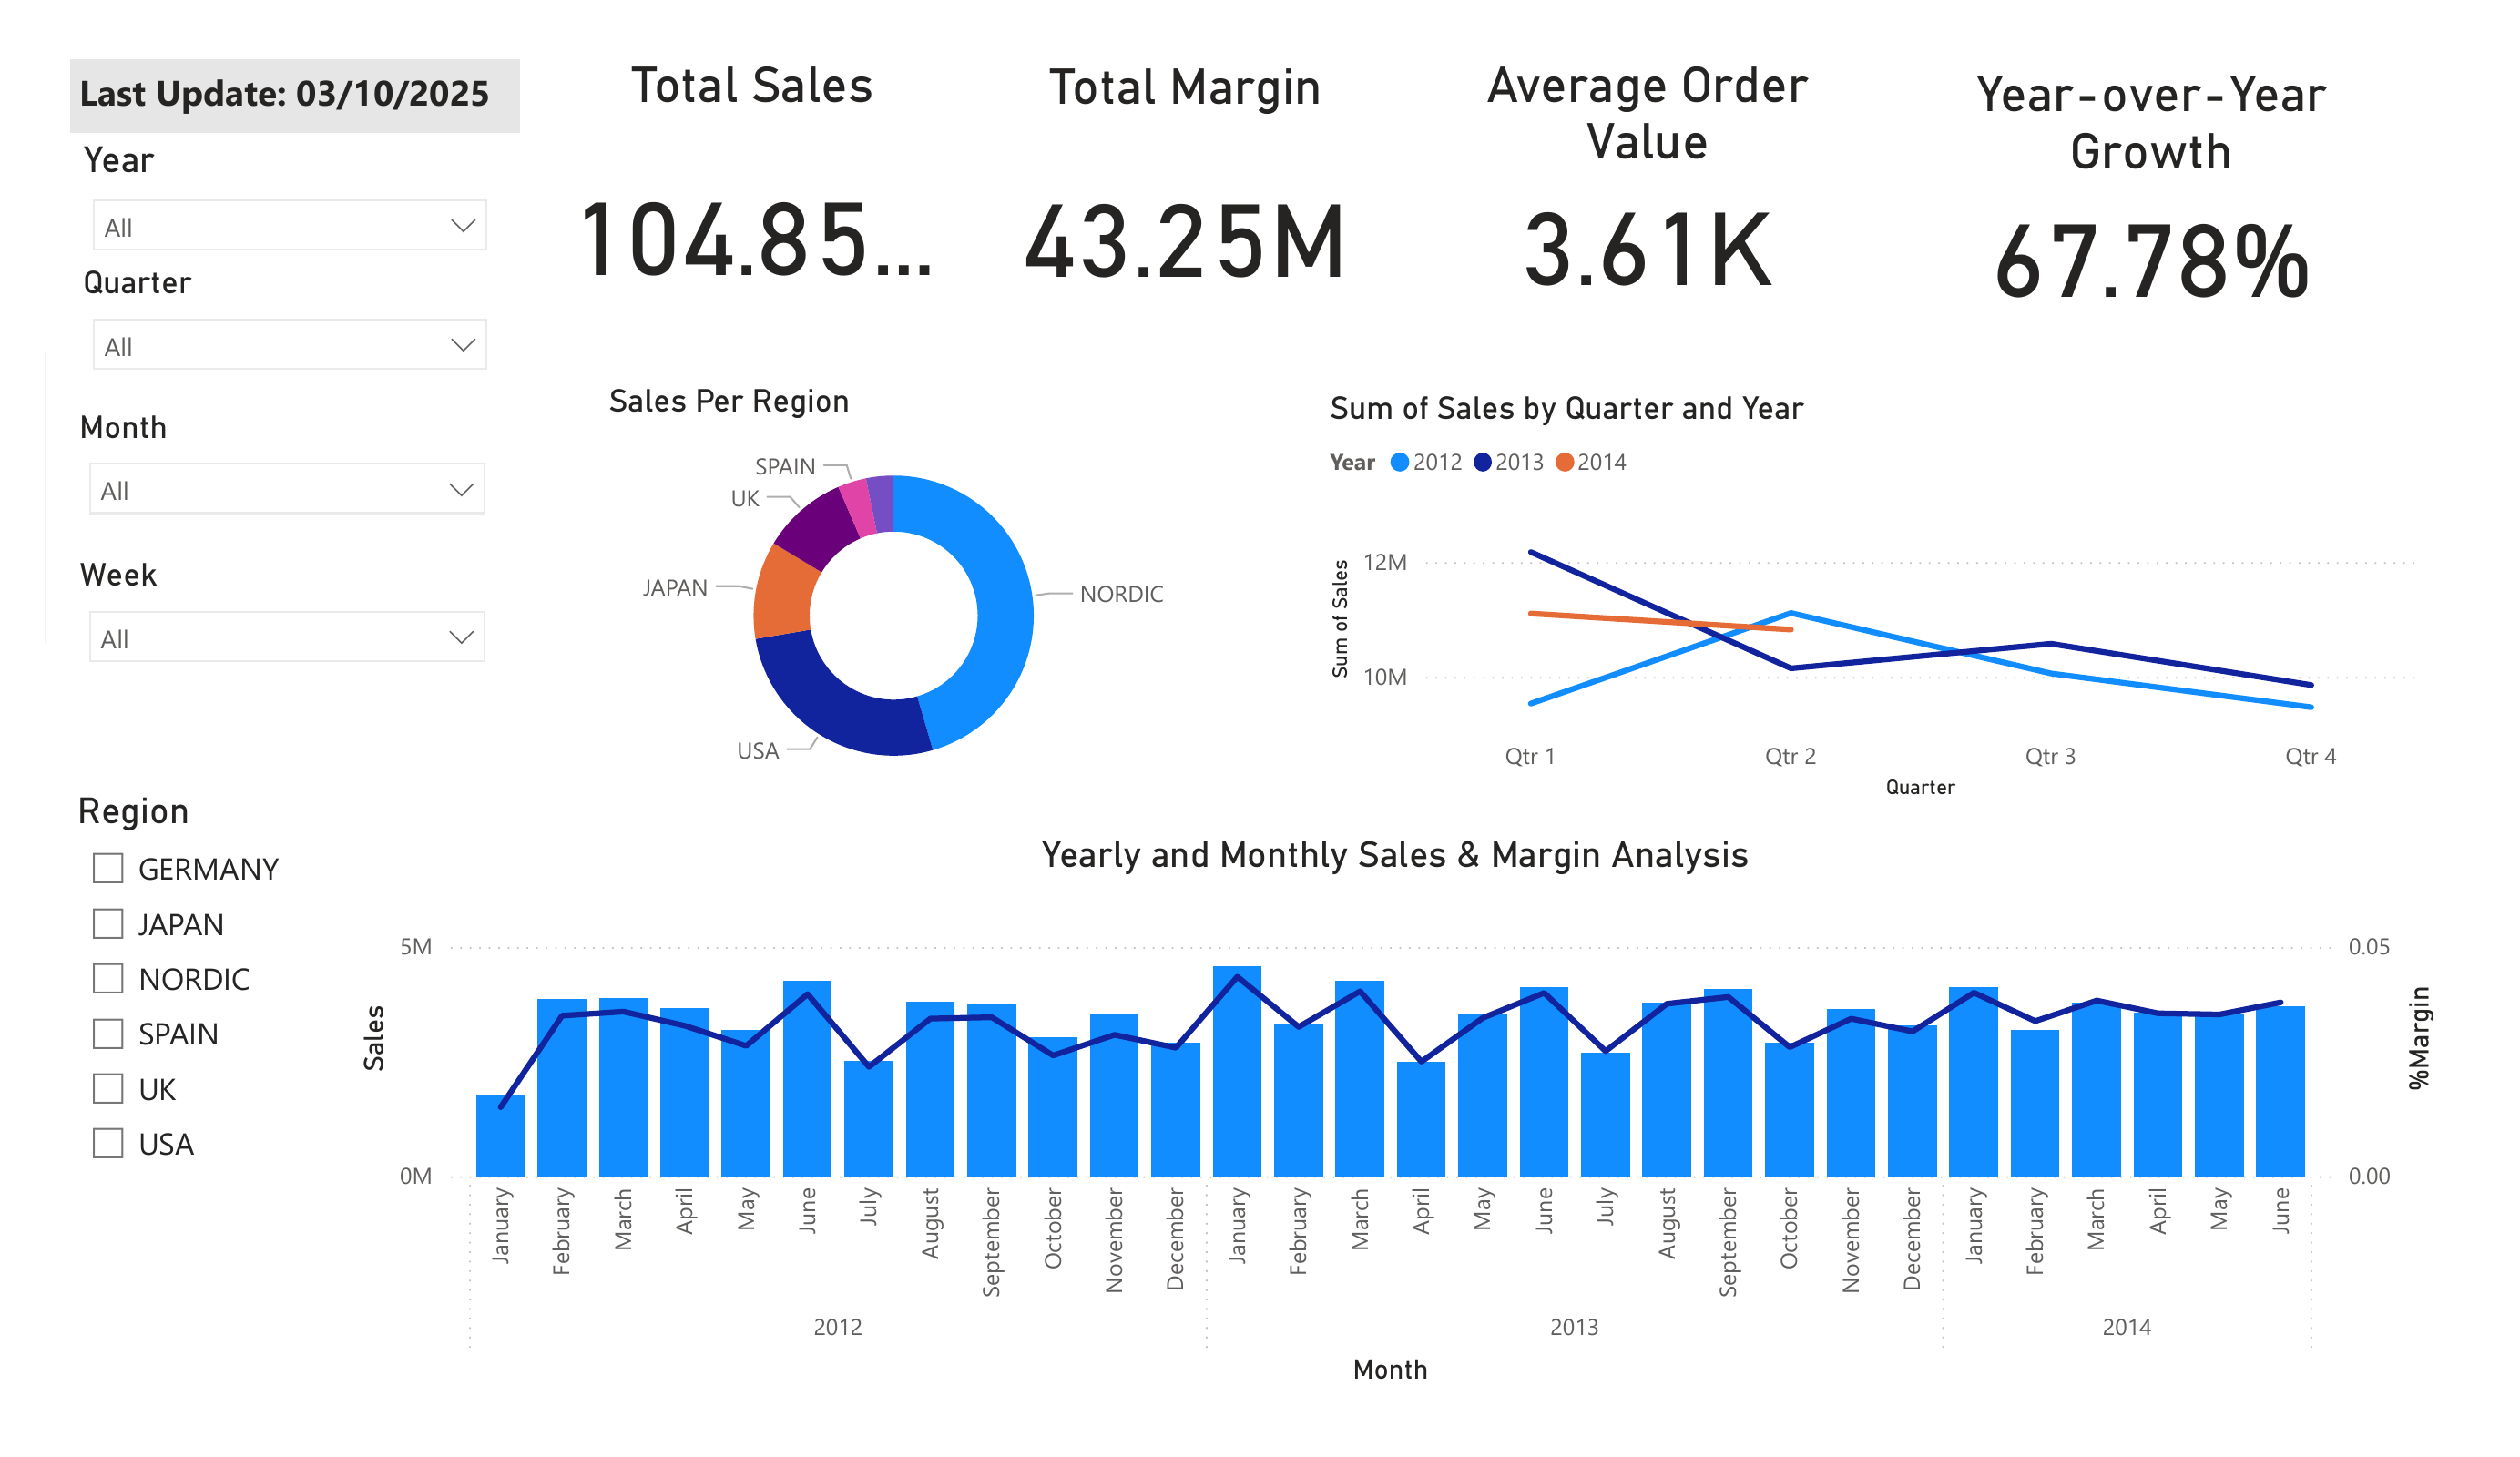 Last Update: 03/10/2025
Year
All
Quarter
All
Month
All
Week
All
Region
GERMANY
JAPAN
NORDIC
SPAIN
UK
USA
Total Sales
104.85...
Total Margin
43.25M
Average Order
Value
3.61K
Year-over-Year
Growth
67.78%
Sales Per Region
SPAIN
UK
JAPAN
USA
NORDIC
Sum of Sales by Quarter and Year
Year 2012 2013 2014
Sum of Sales
12M
10M
Qtr 1 Qtr 2 Qtr 3 Qtr 4
Quarter
Yearly and Monthly Sales & Margin Analysis
Sales
5M
0M
0.05
0.00
%Margin
January February March April May June July August September October November December January February March April May June July August September October November December January February March April May June
2012 2013 2014
Month